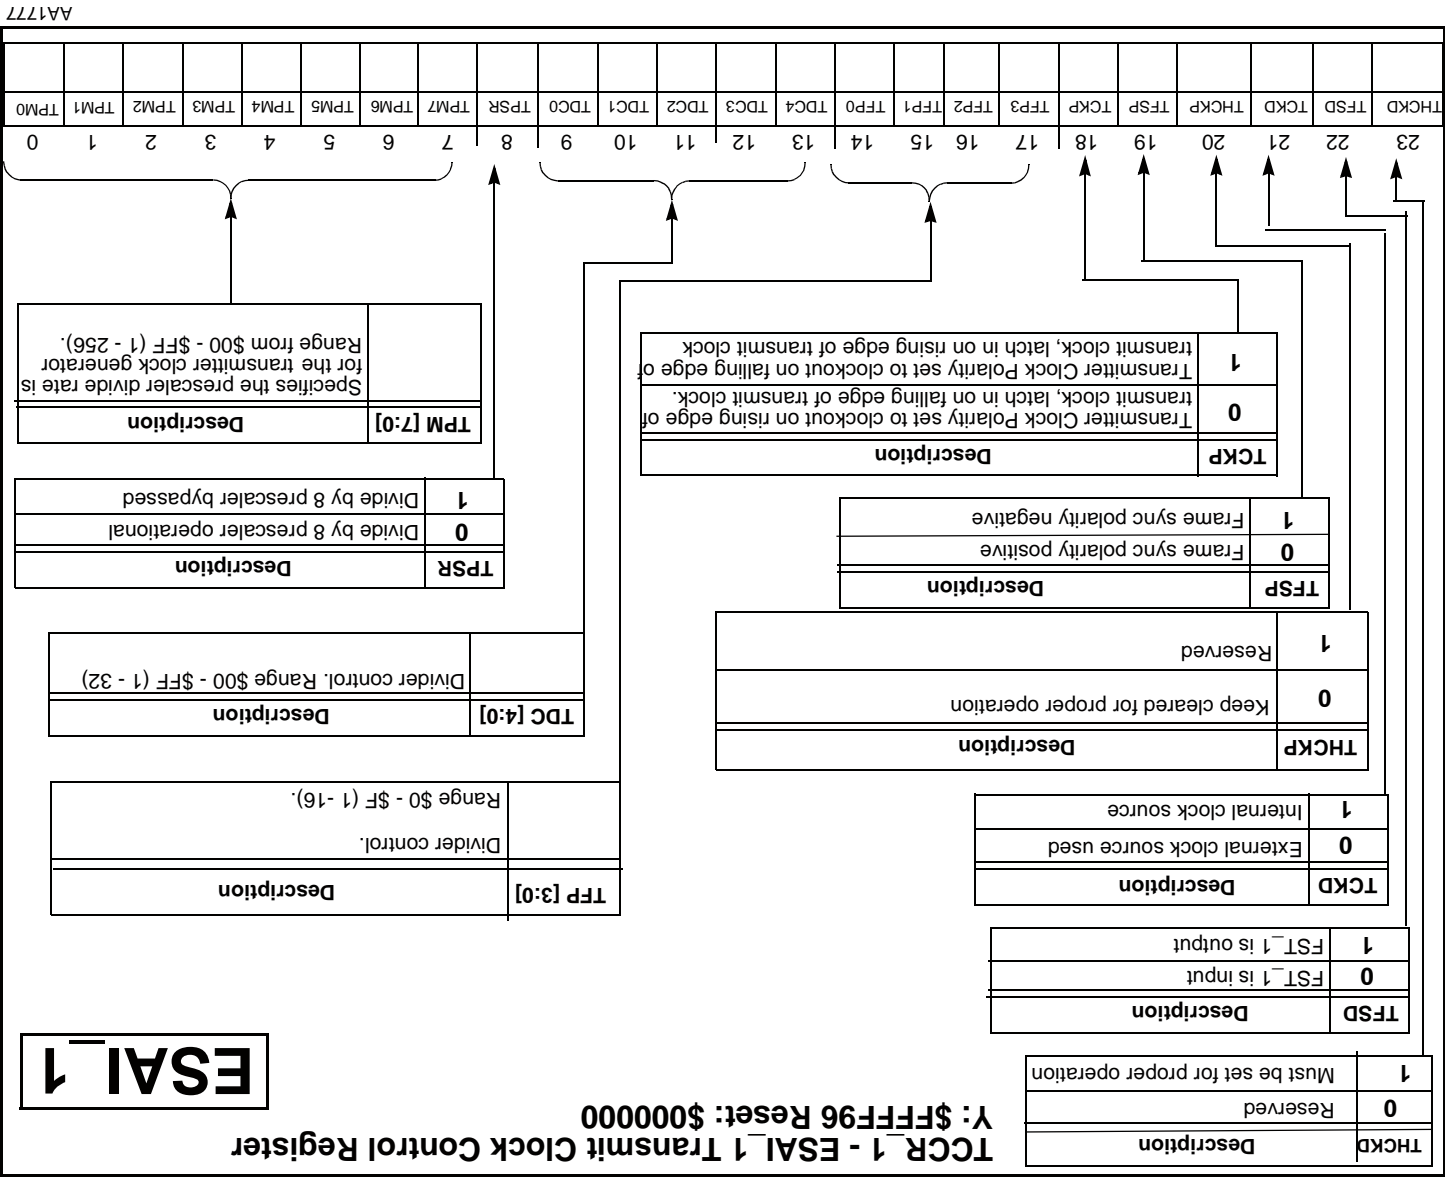 THCKD Description
0 Reserved
1 Must be set for proper operation
TCCR_1 - ESAI_1 Transmit Clock Control Register
Y: $FFFF96 Reset: $000000
ESAI_1
TFSD Description
0 FST_1 is input
1 FST_1 is output
TCKD Description
0 External clock source used
1 Internal clock source
TFP [3:0] Description
Divider control.
Range $0 - $F (1 -16).
THCKP Description
0 Keep cleared for proper operation
1 Reserved
TDC [4:0] Description
Divider control. Range $00 - $FF (1 - 32)
TFSP Description
0 Frame sync polarity positive
1 Frame sync polarity negative
TPSR Description
0 Divide by 8 prescaler operational
1 Divide by 8 prescaler bypassed
TCKP Description
0 Transmitter Clock Polarity set to clockout on rising edge of
transmit clock, latch in on falling edge of transmit clock.
1 Transmitter Clock Polarity set to clockout on falling edge of
transmit clock, latch in on rising edge of transmit clock
TPM [7:0] Description
Specifies the prescaler divide rate is
for the transmitter clock generator
Range from $00 - $FF (1 - 256).
23 22 21 20 19 18 17 16 15 14 13 12 11 10 9 8 7 6 5 4 3 2 1 0
THCKD TFSD TCKD THCKP TFSP TCKP TFP3 TFP2 TFP1 TFP0 TDC4 TDC3 TDC2 TDC1 TDC0 TPSR TPM7 TPM6 TPM5 TPM4 TPM3 TPM2 TPM1 TPM0
AA1777